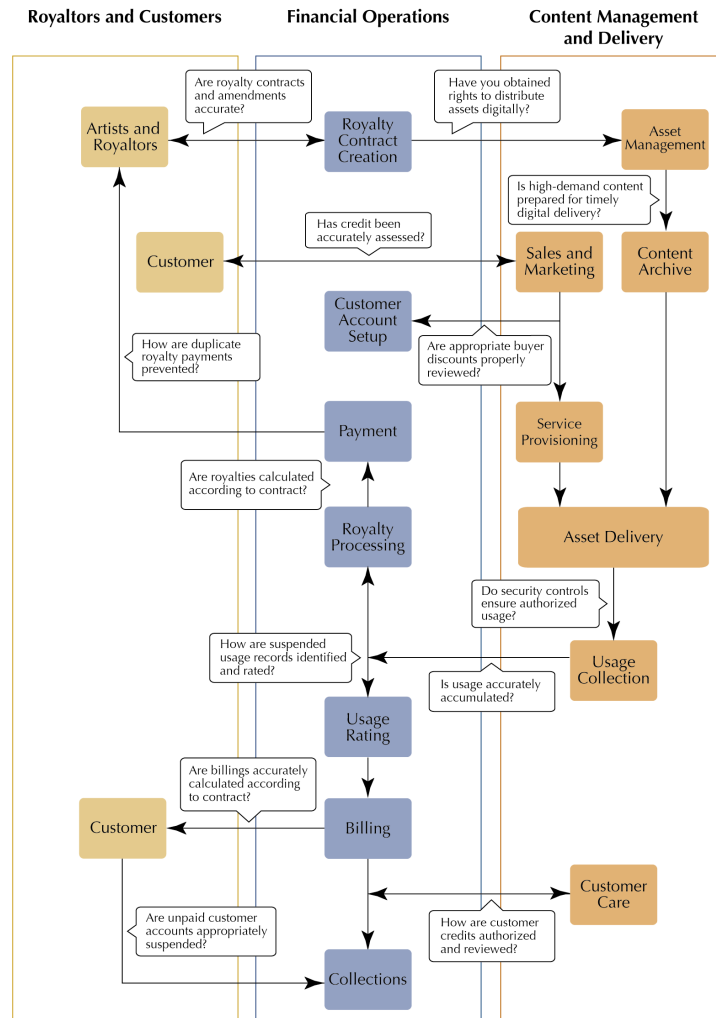 Royaltors and Customers
Financial Operations
Content Management
and Delivery
Are royalty contracts
and amendments
accurate?
Have you obtained
rights to distribute
assets digitally?
Artists and
Royaltors
Royalty
Contract
Creation
Asset
Management
Is high-demand content
prepared for timely
digital delivery?
Has credit been
accurately assessed?
Customer
Sales and
Marketing
Content
Archive
Customer
Account
Setup
How are duplicate
royalty payments
prevented?
Are appropriate buyer
discounts properly
reviewed?
Payment
Service
Provisioning
Are royalties calculated
according to contract?
Royalty
Processing
Asset Delivery
Do security controls
ensure authorized
usage?
How are suspended
usage records identified
and rated?
Usage
Collection
Is usage accurately
accumulated?
Usage
Rating
Are billings accurately
calculated according
to contract?
Customer
Billing
Customer
Care
Are unpaid customer
accounts appropriately
suspended?
How are customer
credits authorized
and reviewed?
Collections